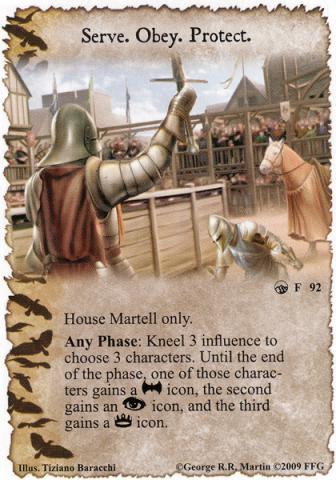 Serve. Obey. Protect.
F 92
House Martell only.
Any Phase: Kneel 3 influence to
choose 3 characters. Until the end
of the phase, one of those charac-
ters gains a icon, the second
gains an icon, and the third
gains a icon.
Illus. Tiziano Baracchi ©George R.R. Martin ©2009 FFG